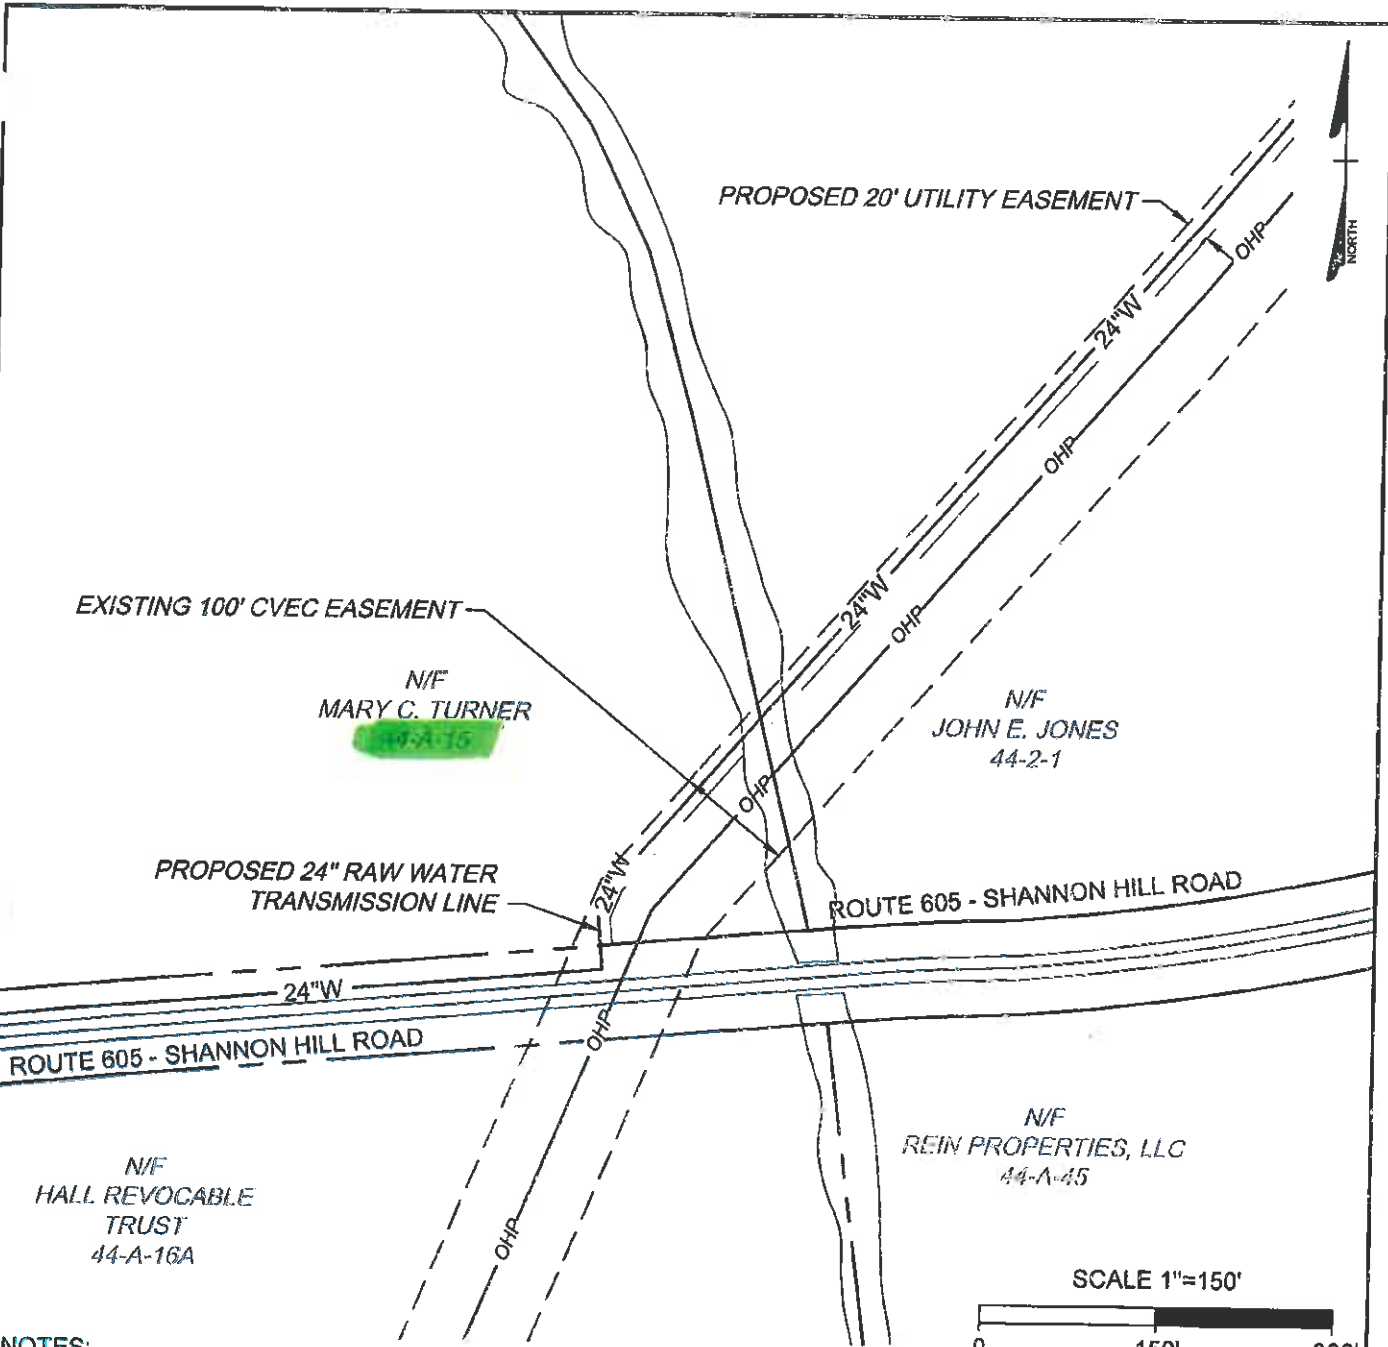 PROPOSED 20' UTILITY EASEMENT
NORTH
OHP
24"W
OHP
24"W
OHP
EXISTING 100' CVEC EASEMENT
N/F
MARY C. TURNER
44-A-15
N/F
JOHN E. JONES
44-2-1
OHP
PROPOSED 24" RAW WATER
TRANSMISSION LINE
24"W
ROUTE 605 - SHANNON HILL ROAD
24"W
OHP
ROUTE 605 - SHANNON HILL ROAD
N/F
REIN PROPERTIES, LLC
44-A-45
N/F
HALL REVOCABLE
TRUST
44-A-16A
OHP
SCALE 1"=150'
0 150'
NOTES: